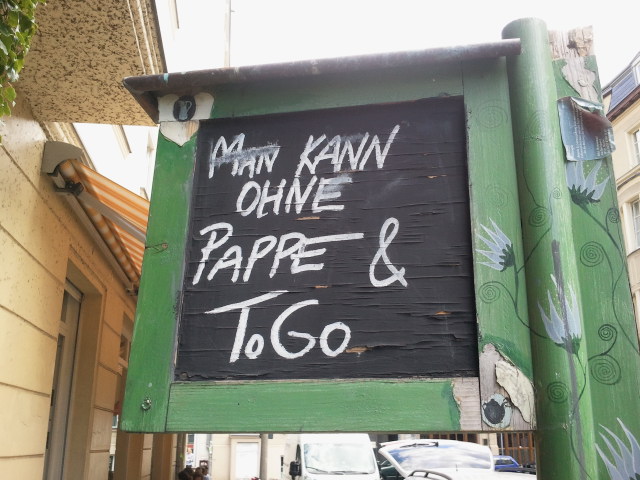 MAN KANN
OHNE
PAPPE &
ToGo